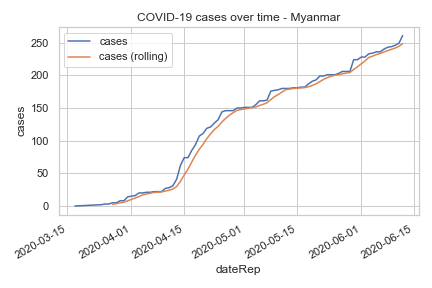 COVID-19 cases over time - Myanmar
cases
cases (rolling)
250
200
150
100
50
0
cases
2020-03-15
2020-04-01
2020-04-15
2020-05-01
2020-05-15
2020-06-01
2020-06-15
dateRep